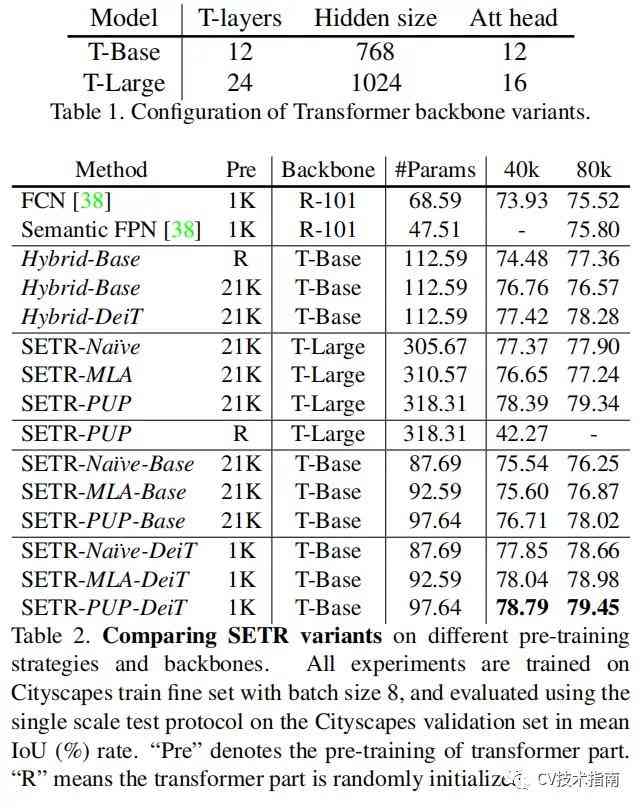 Model T-layers Hidden size Att head
T-Base 12 768 12
T-Large 24 1024 16
Table 1. Configuration of Transformer backbone variants.
Method Pre Backbone #Params 40k 80k
FCN [38] 1K R-101 68.59 73.93 75.52
Semantic FPN [38] 1K R-101 47.51 - 75.80
Hybrid-Base R T-Base 112.59 74.48 77.36
Hybrid-Base 21K T-Base 112.59 76.76 76.57
Hybrid-DeiT 21K T-Base 112.59 77.42 78.28
SETR-Naïve 21K T-Large 305.67 77.37 77.90
SETR-MLA 21K T-Large 310.57 76.65 77.24
SETR-PUP 21K T-Large 318.31 78.39 79.34
SETR-PUP R T-Large 318.31 42.27 -
SETR-Naïve-Base 21K T-Base 87.69 75.54 76.25
SETR-MLA-Base 21K T-Base 92.59 75.60 76.87
SETR-PUP-Base 21K T-Base 97.64 76.71 78.02
SETR-Naïve-DeiT 1K T-Base 87.69 77.85 78.66
SETR-MLA-DeiT 1K T-Base 92.59 78.04 78.98
SETR-PUP-DeiT 1K T-Base 97.64 78.79 79.45
Table 2. Comparing SETR variants on different pre-training
strategies and backbones. All experiments are trained on
Cityscapes train fine set with batch size 8, and evaluated using the
single scale test protocol on the Cityscapes validation set in mean
IoU (%) rate. “Pre” denotes the pre-training of transformer part.
“R” means the transformer part is randomly initialized.
CV技术指南